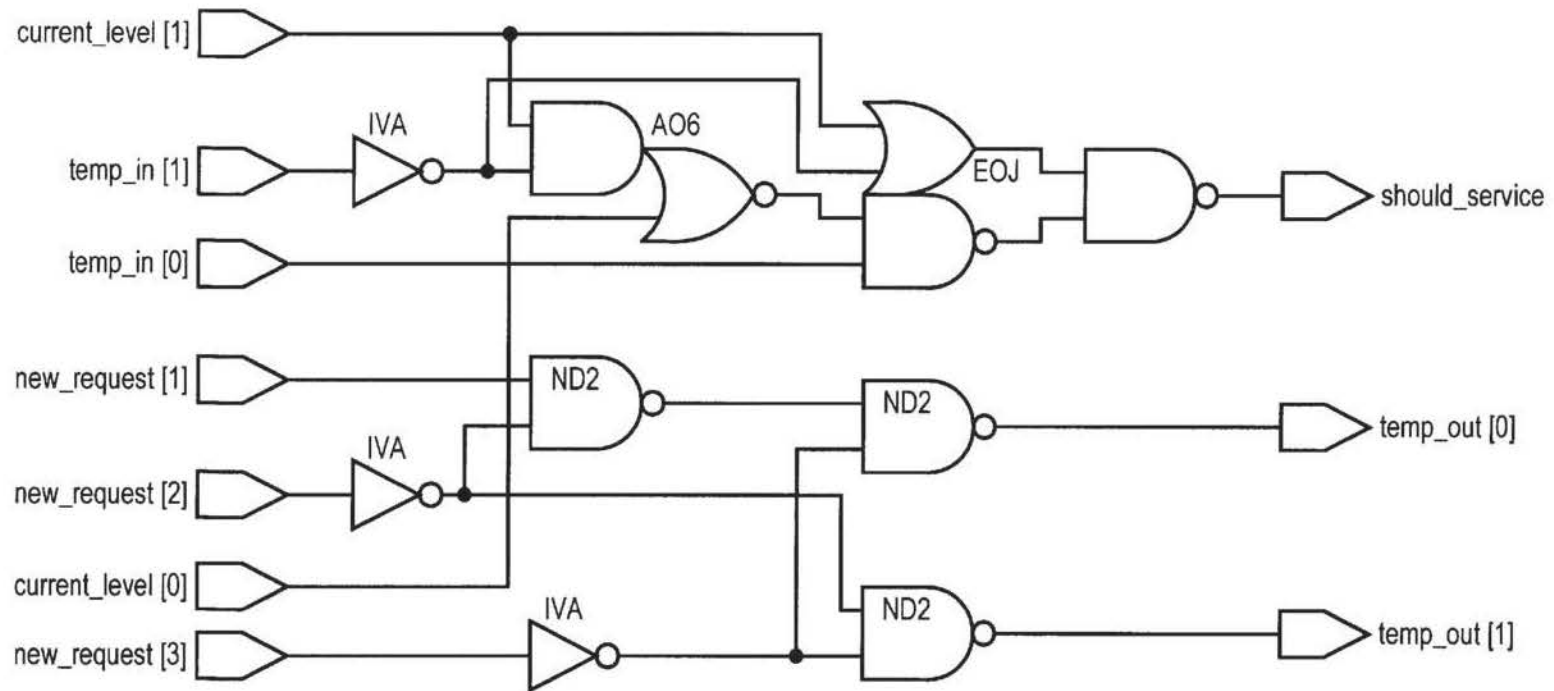 current_level [1]
IVA
AO6
temp_in [1]
EOJ
should_service
temp_in [0]
new_request [1]
ND2
ND2
temp_out [0]
IVA
new_request [2]
current_level [0]
IVA
ND2
temp_out [1]
new_request [3]